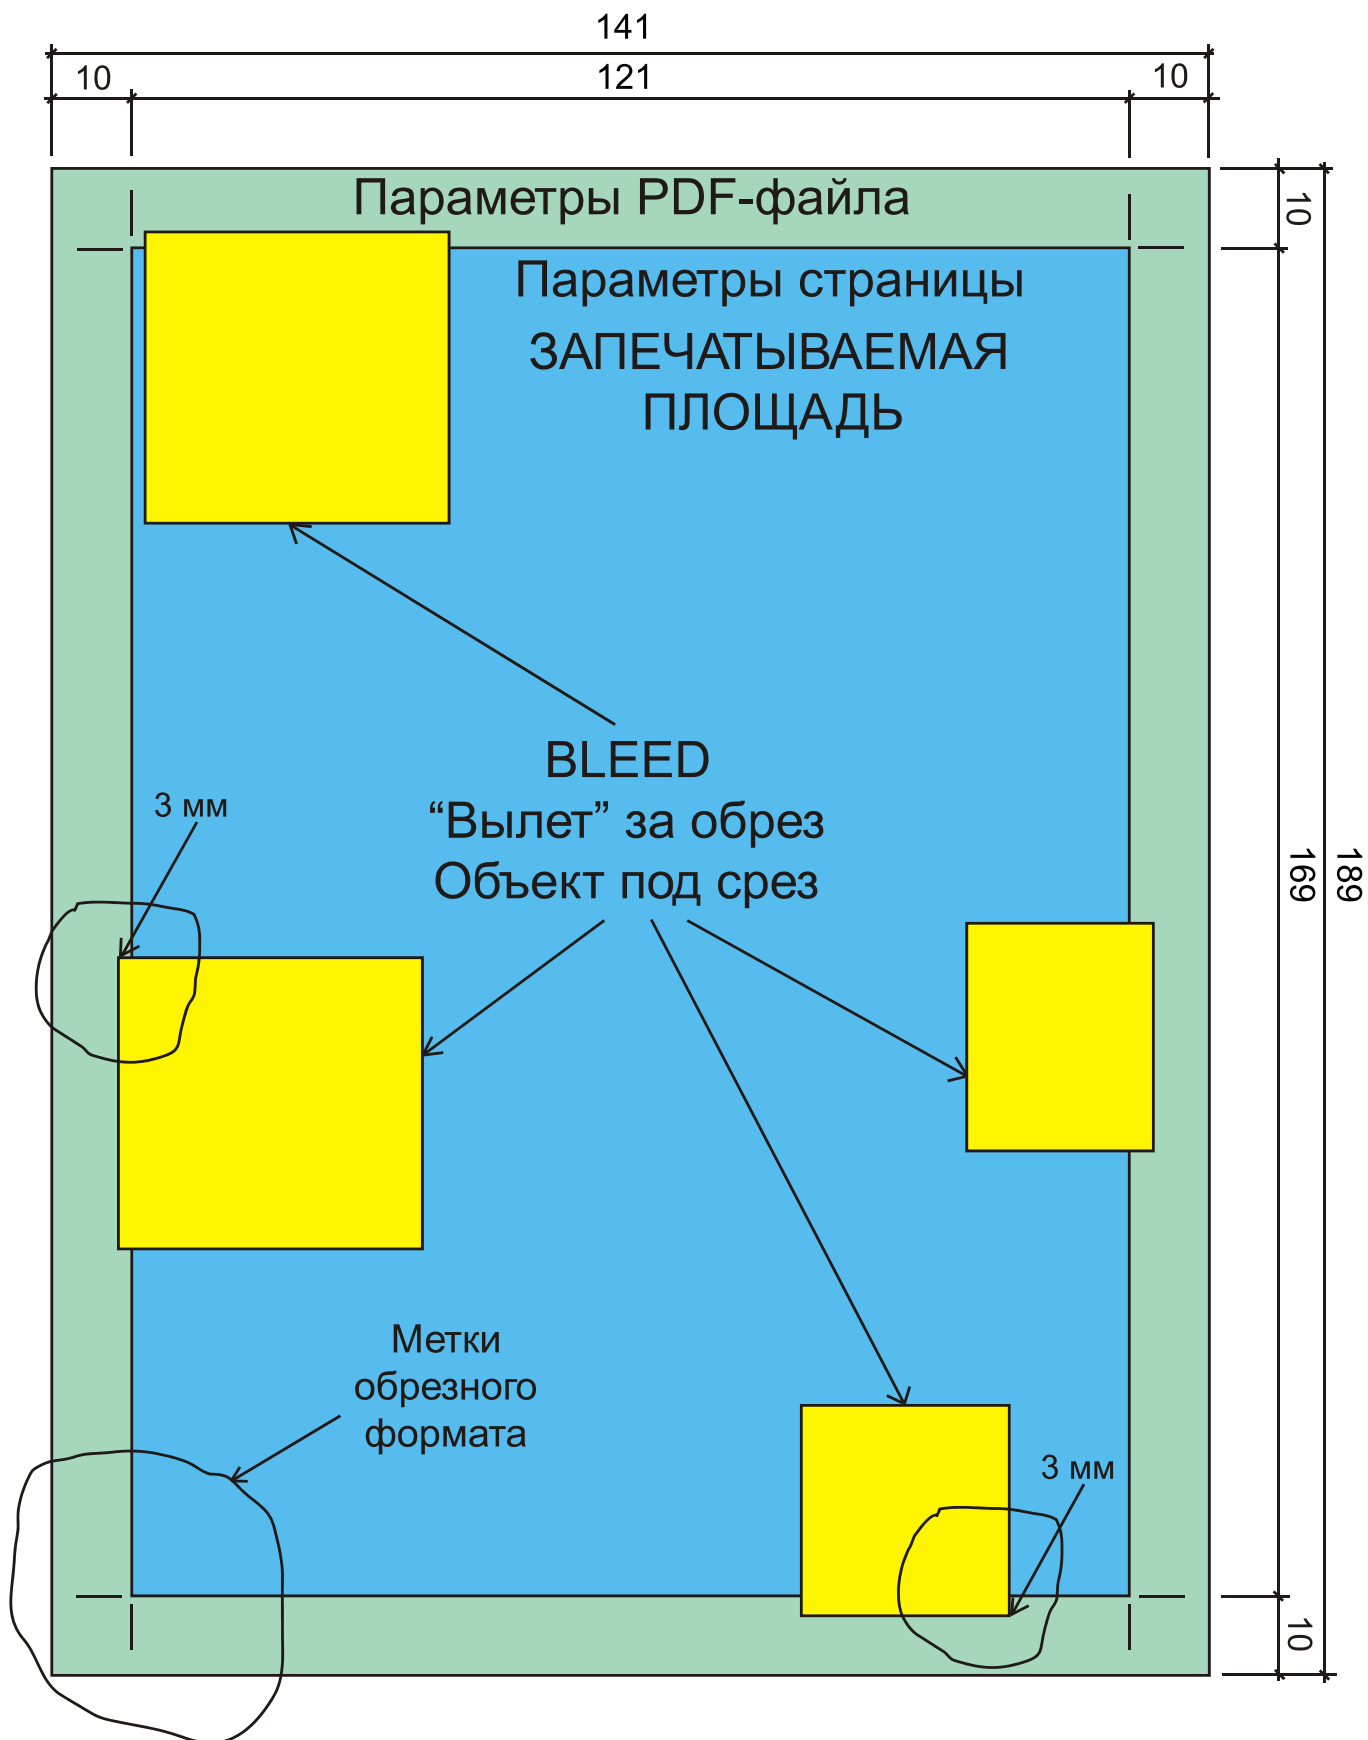 141
10
121
10
Параметры PDF-файла
10
Параметры страницы
ЗАПЕЧАТЫВАЕМАЯ
ПЛОЩАДЬ
BLEED
3 мм
“Вылет” за обрез
Объект под срез
169
189
Метки
обрезного
формата
3 мм
10